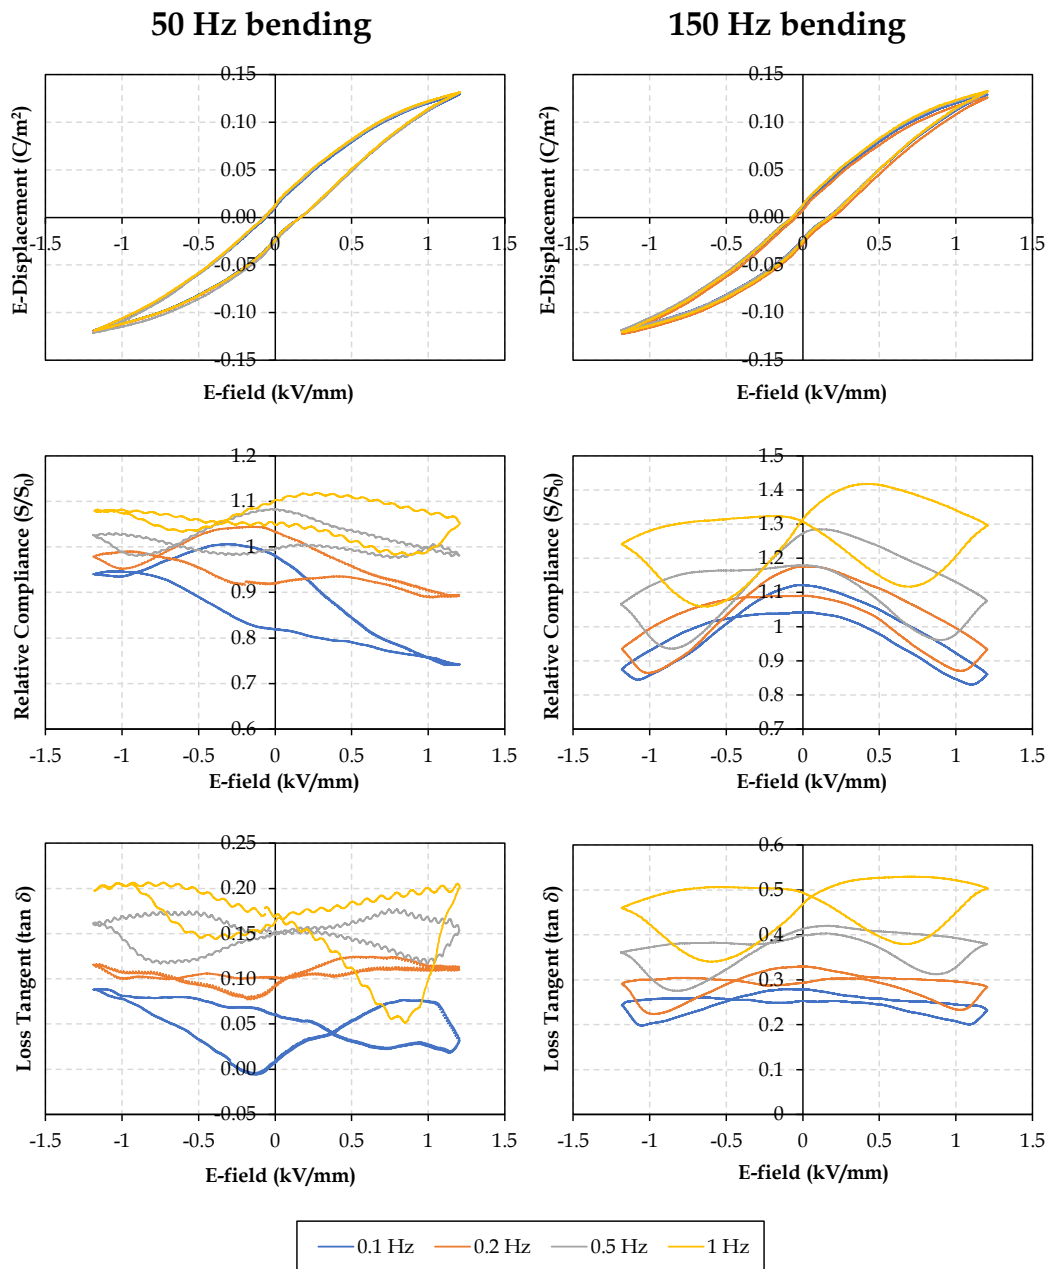 50 Hz bending
150 Hz bending
E-Displacement (C/m²)
0.15
0.10
0.05
0.00
-0.05
-0.10
-0.15
-1.5 -1 -0.5 0 0.5 1 1.5
E-field (kV/mm)
E-Displacement (C/m²)
0.15
0.10
0.05
0.00
-0.05
-0.10
-0.15
-1.5 -1 -0.5 0 0.5 1 1.5
E-field (kV/mm)
Relative Compliance (S/S₀)
1.2
1.1
1
0.9
0.8
0.7
0.6
-1.5 -1 -0.5 0 0.5 1 1.5
E-field (kV/mm)
Relative Compliance (S/S₀)
1.5
1.4
1.3
1.2
1.1
1
0.9
0.8
0.7
-1.5 -1 -0.5 0 0.5 1 1.5
E-field (kV/mm)
Loss Tangent (tan δ)
0.25
0.20
0.15
0.10
0.05
0.00
-0.05
-1.5 -1 -0.5 0 0.5 1 1.5
E-field (kV/mm)
Loss Tangent (tan δ)
0.6
0.5
0.4
0.3
0.2
0.1
0
-1.5 -1 -0.5 0 0.5 1 1.5
E-field (kV/mm)
0.1 Hz 0.2 Hz 0.5 Hz 1 Hz